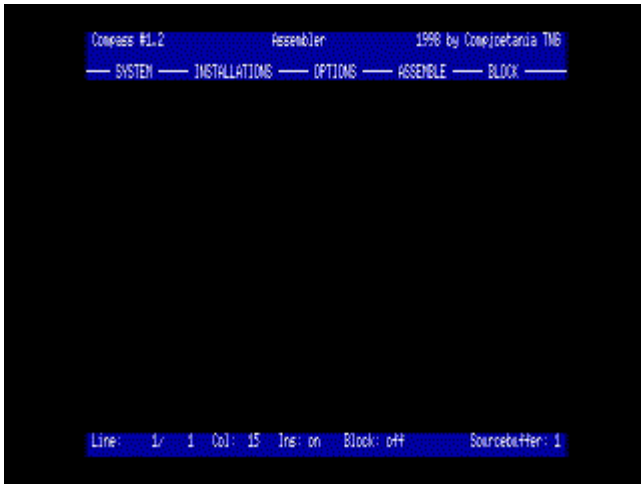 Compass #1.2 Assembler 1998 by Compjoetania TNG
SYSTEM INSTALLATIONS OPTIONS ASSEMBLE BLOCK
Line: 1/ 1 Col: 15 Ins: on Block: off Sourcebuffer: 1